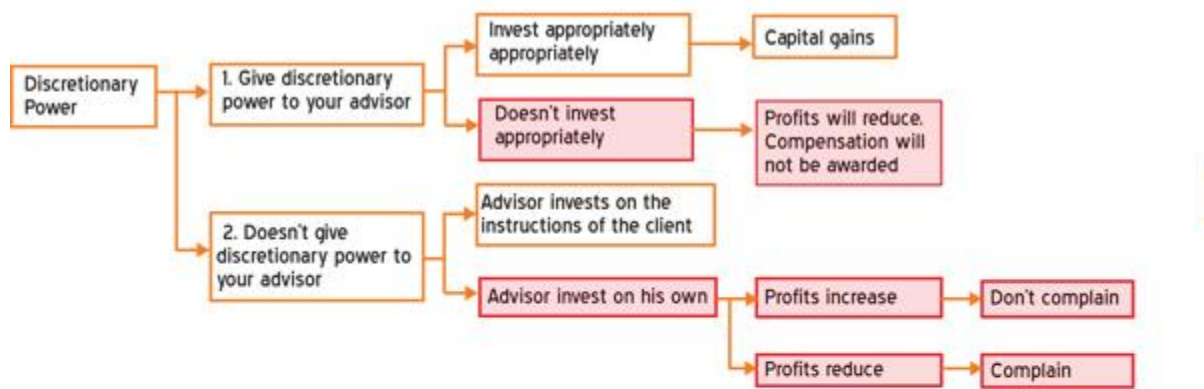 Discretionary
Power
1. Give discretionary
power to your advisor
Invest appropriately
appropriately
Capital gains
Doesn't invest
appropriately
Profits will reduce.
Compensation will
not be awarded
2. Doesn't give
discretionary power to
your advisor
Advisor invests on the
instructions of the client
Advisor invest on his own
Profits increase
Don't complain
Profits reduce
Complain